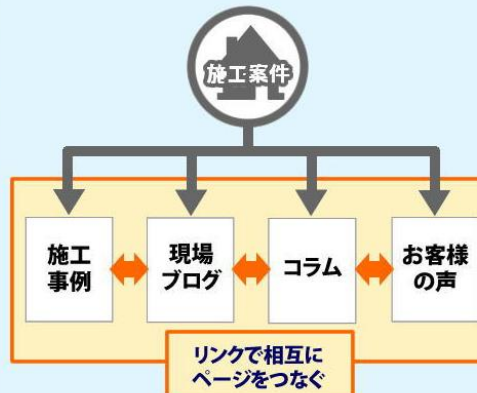 施工案件
施工
事例
現場
ブログ
コラム
お客様
の声
リンクで相互に
ページをつなぐ